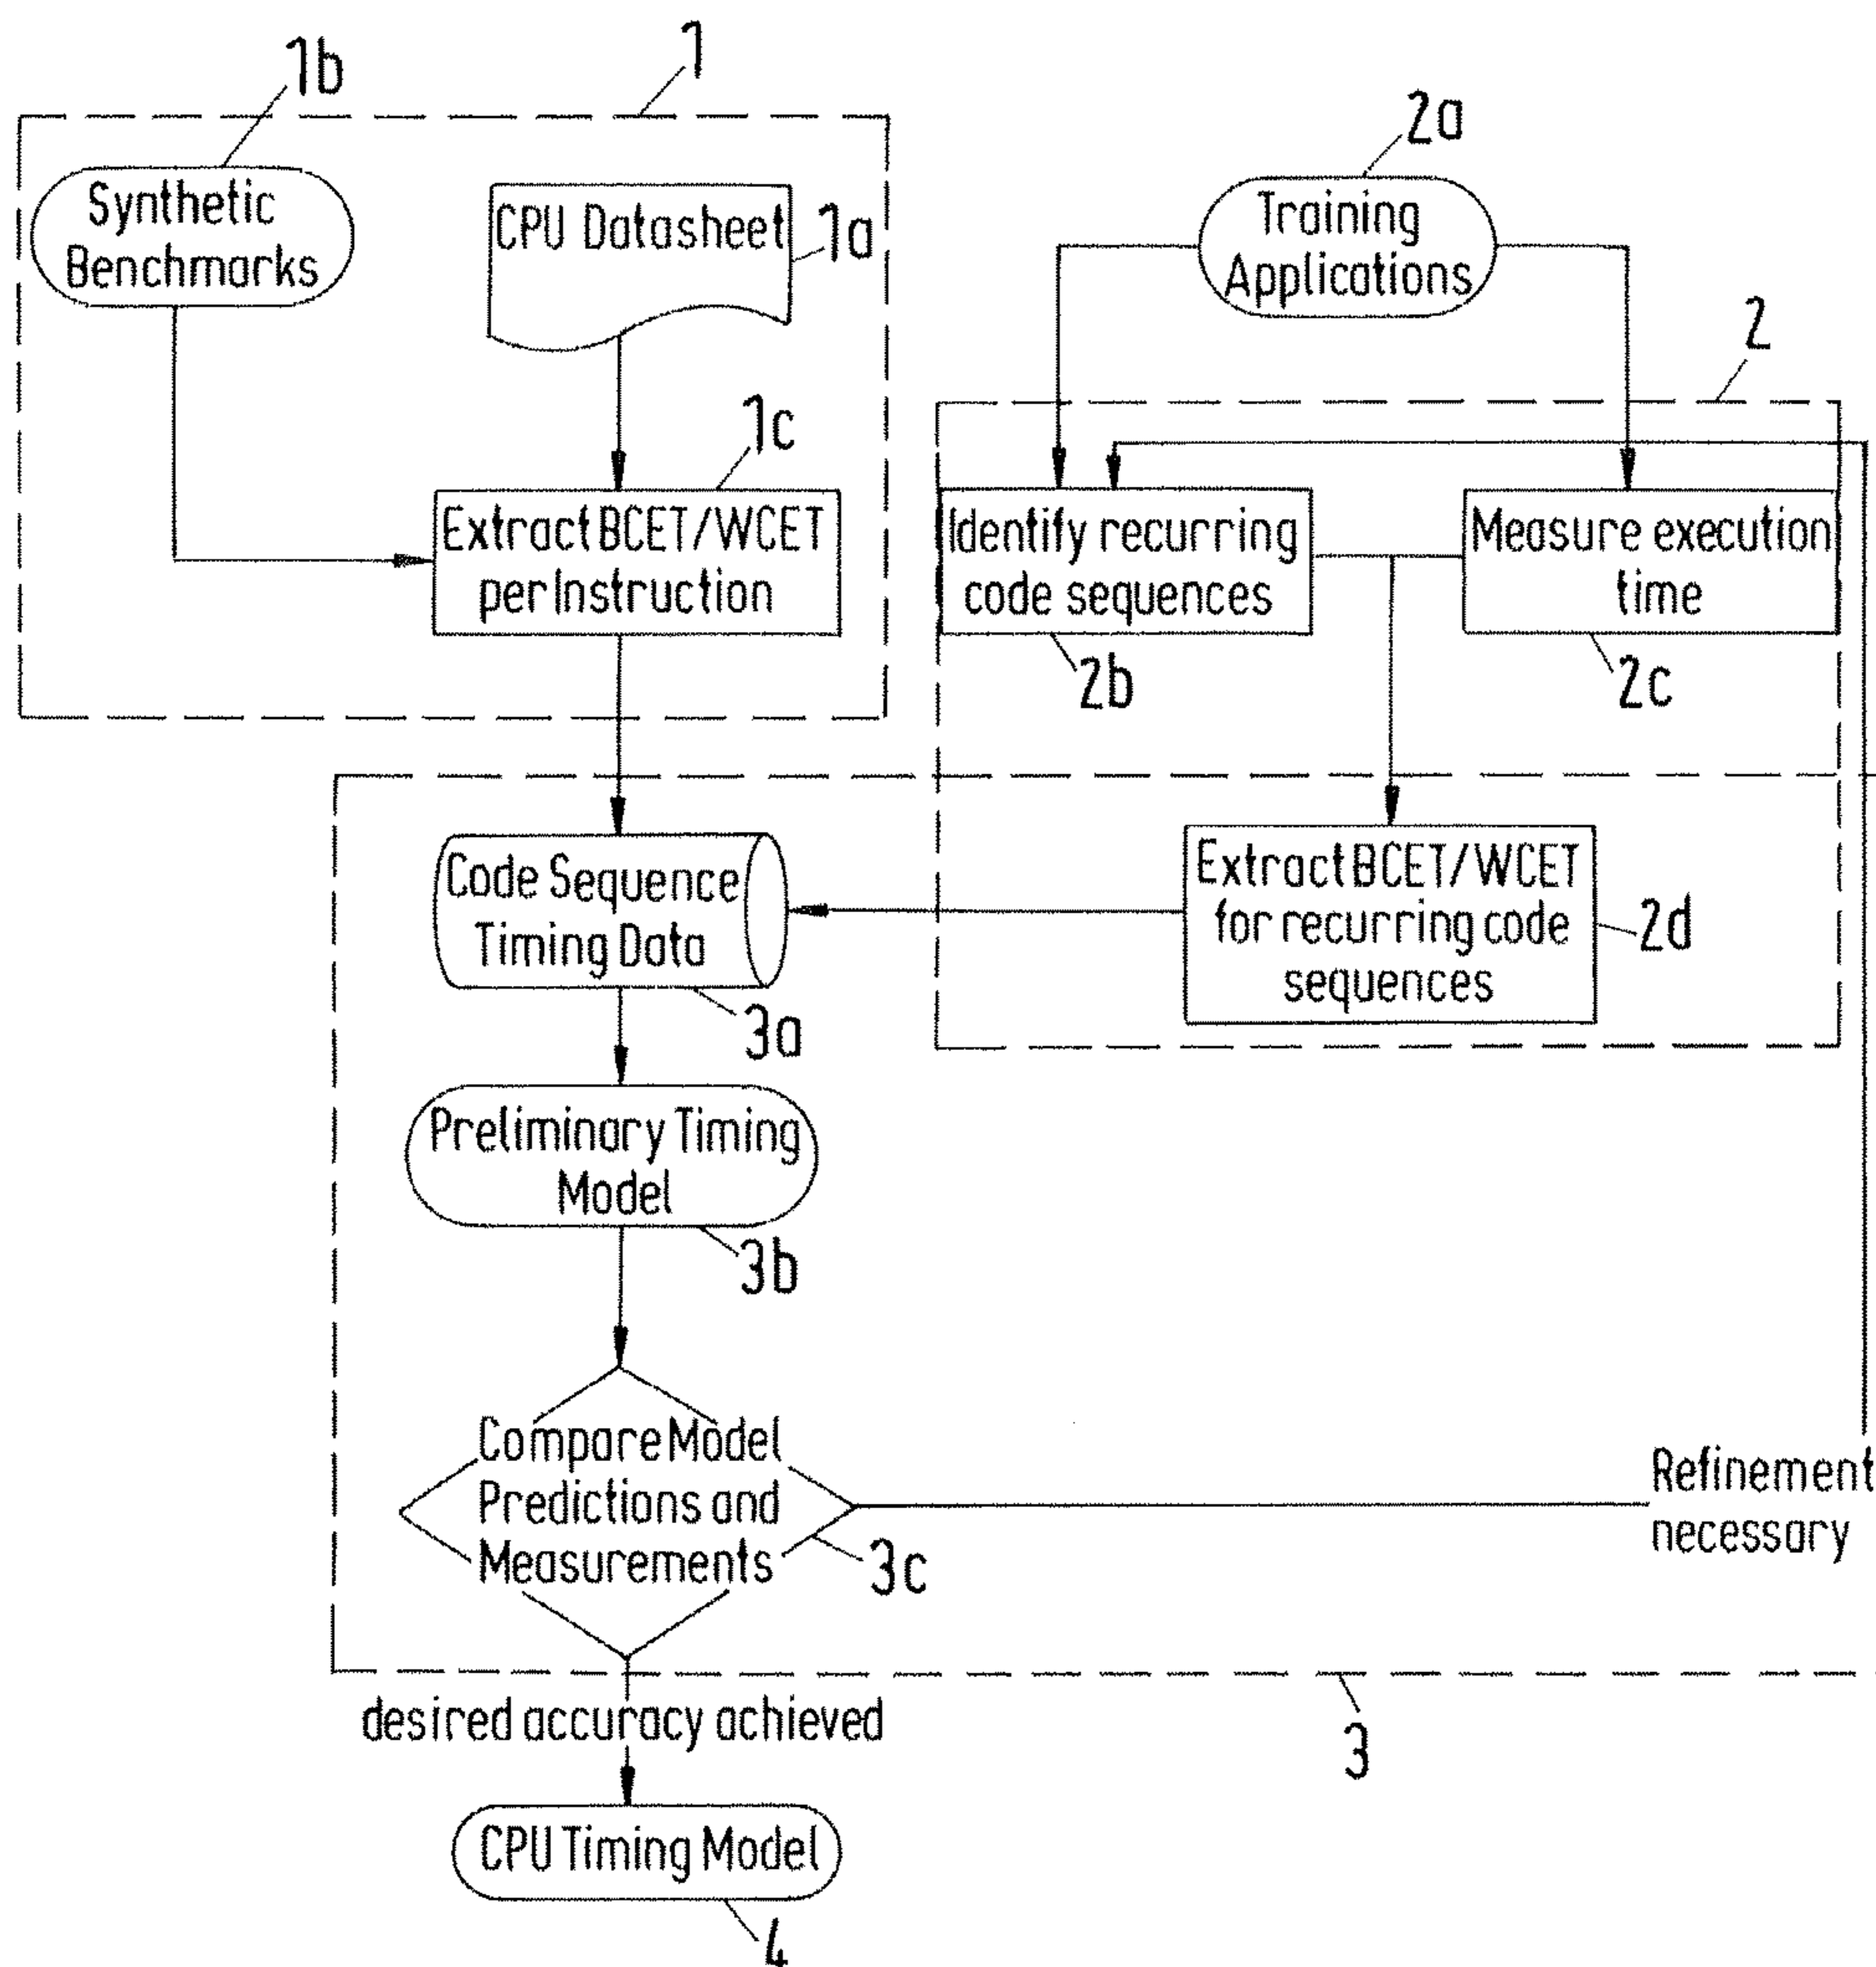 1b
1
2a
Synthetic
Benchmarks
CPU Datasheet
1a
Training
Applications
2
1c
Extract BCET/WCET
per Instruction
Identify recurring
code sequences
Measure execution
time
2b
2c
Code Sequence
Timing Data
3a
Extract BCET/WCET
for recurring code
sequences
2d
Preliminary Timing
Model
3b
Compare Model
Predictions and
Measurements
3c
Refinement
necessary
desired accuracy achieved
3
CPU Timing Model
4